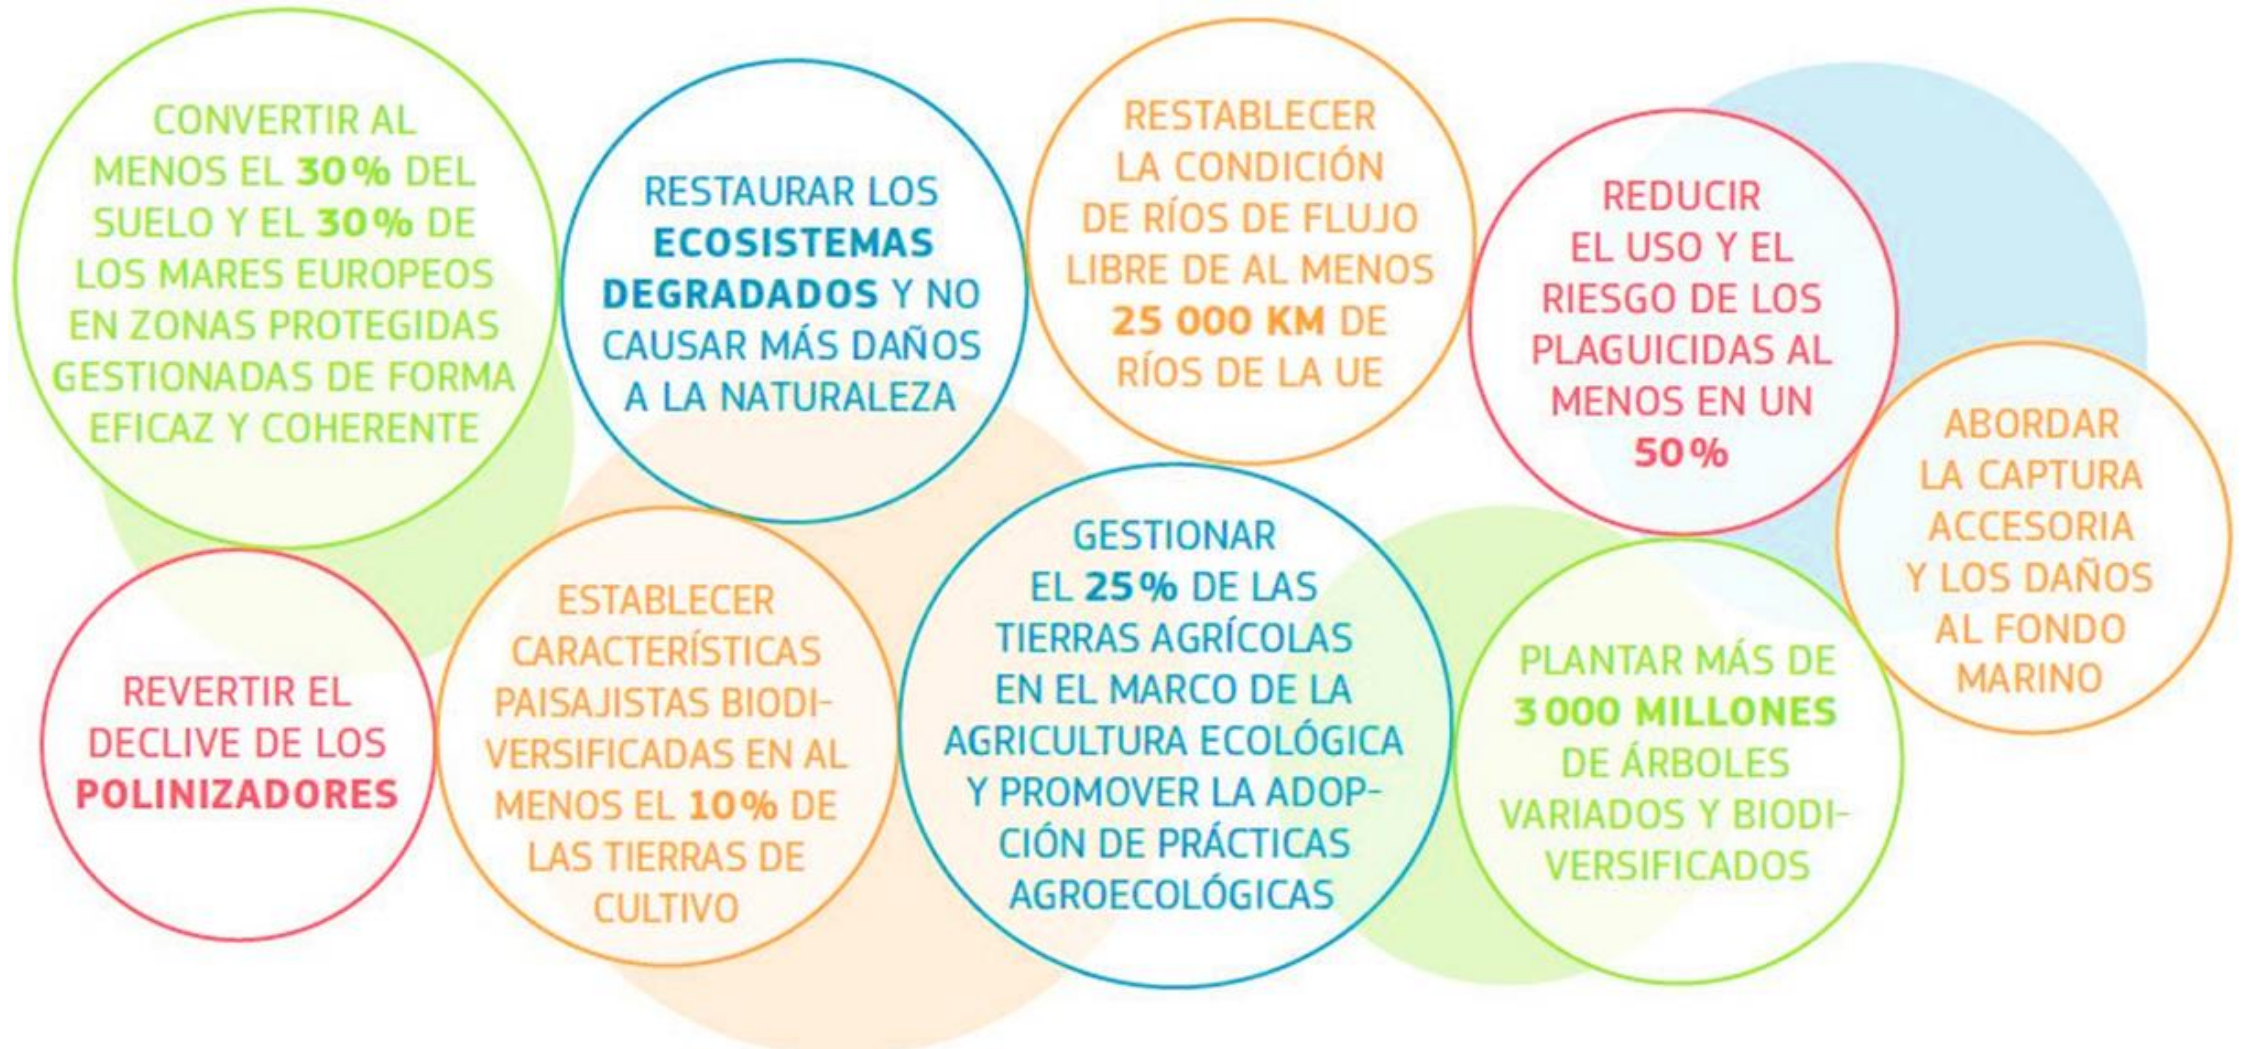 CONVERTIR AL
MENOS EL 30% DEL
SUELO Y EL 30% DE
LOS MARES EUROPEOS
EN ZONAS PROTEGIDAS
GESTIONADAS DE FORMA
EFICAZ Y COHERENTE
RESTAURAR LOS
ECOSISTEMAS
DEGRADADOS Y NO
CAUSAR MÁS DAÑOS
A LA NATURALEZA
RESTABLECER
LA CONDICIÓN
DE RÍOS DE FLUJO
LIBRE DE AL MENOS
25 000 KM DE
RÍOS DE LA UE
REDUCIR
EL USO Y EL
RIESGO DE LOS
PLAGUICIDAS AL
MENOS EN UN
50%
ABORDAR
LA CAPTURA
ACCESORIA
Y LOS DAÑOS
AL FONDO
MARINO
REVERTIR EL
DECLIVE DE LOS
POLINIZADORES
ESTABLECER
CARACTERÍSTICAS
PAISAJISTAS BIODI-
VERSIFICADAS EN AL
MENOS EL 10% DE
LAS TIERRAS DE
CULTIVO
GESTIONAR
EL 25% DE LAS
TIERRAS AGRÍCOLAS
EN EL MARCO DE LA
AGRICULTURA ECOLÓGICA
Y PROMOVER LA ADOP-
CIÓN DE PRÁCTICAS
AGROECOLÓGICAS
PLANTAR MÁS DE
3 000 MILLONES
DE ÁRBOLES
VARIADOS Y BIODI-
VERSIFICADOS